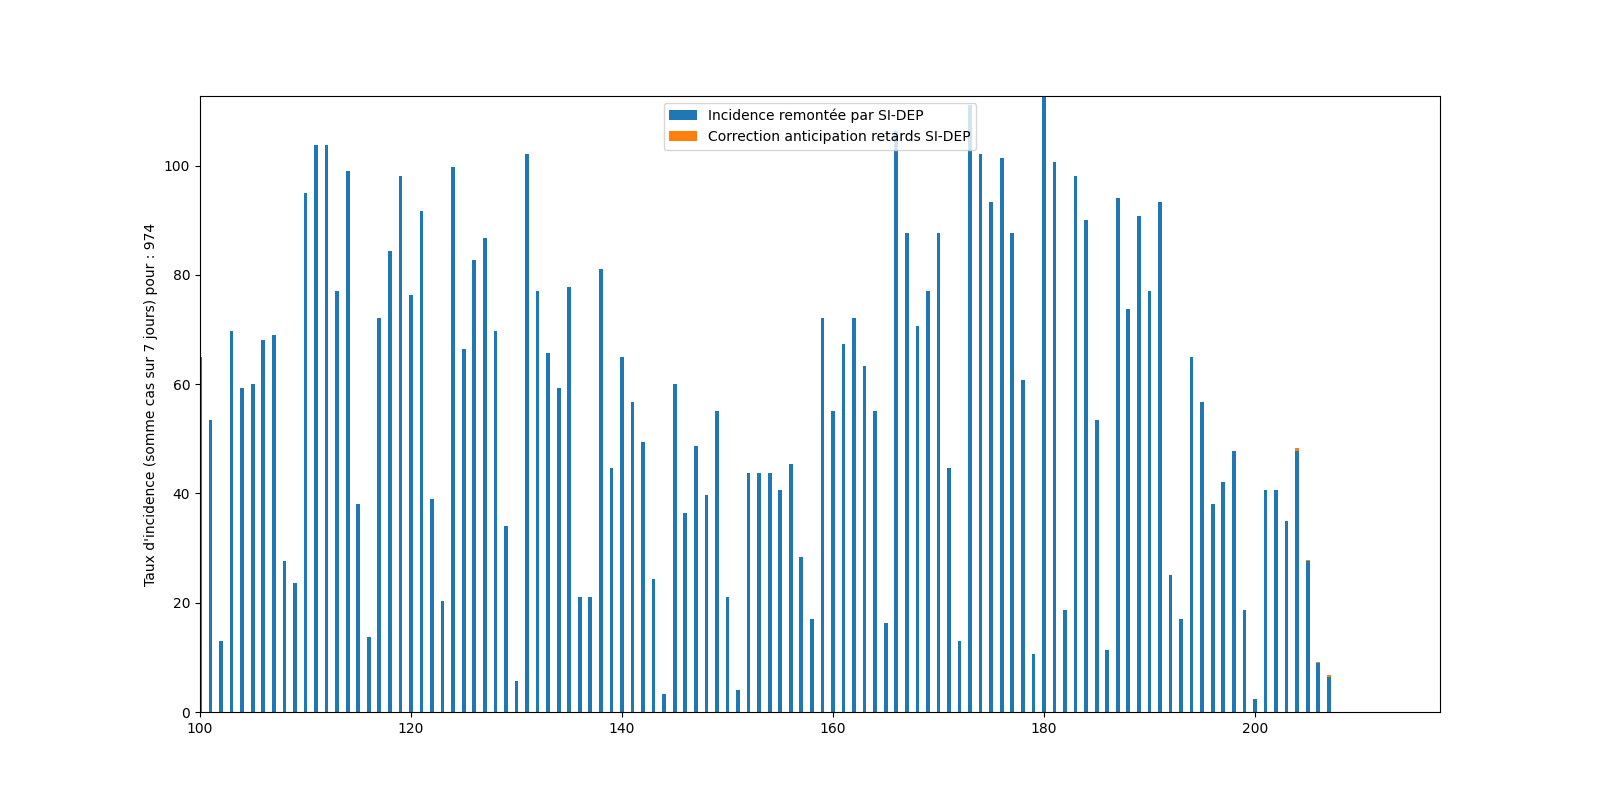 Incidence remontée par SI-DEP
Correction anticipation retards SI-DEP
Taux d'incidence (somme cas sur 7 jours) pour : 974
100
80
60
40
20
0
100 120 140 160 180 200